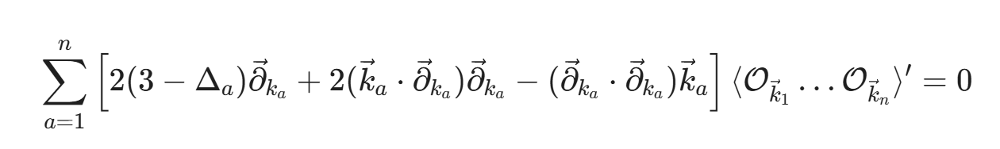 \sum_{a=1}^{n} \left[ 2(3 - \Delta_a)\vec{\partial}_{k_a} + 2(\vec{k}_a \cdot \vec{\partial}_{k_a})\vec{\partial}_{k_a} - (\vec{\partial}_{k_a} \cdot \vec{\partial}_{k_a})\vec{k}_a \right] \langle \mathcal{O}_{\vec{k}_1} \dots \mathcal{O}_{\vec{k}_n} \rangle' = 0